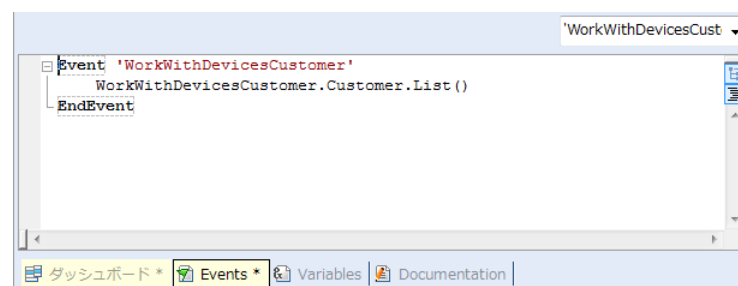 'WorkWithDevicesCust
Event 'WorkWithDevicesCustomer'
WorkWithDevicesCustomer.Customer.List()
EndEvent
ダッシュボード * Events * Variables Documentation